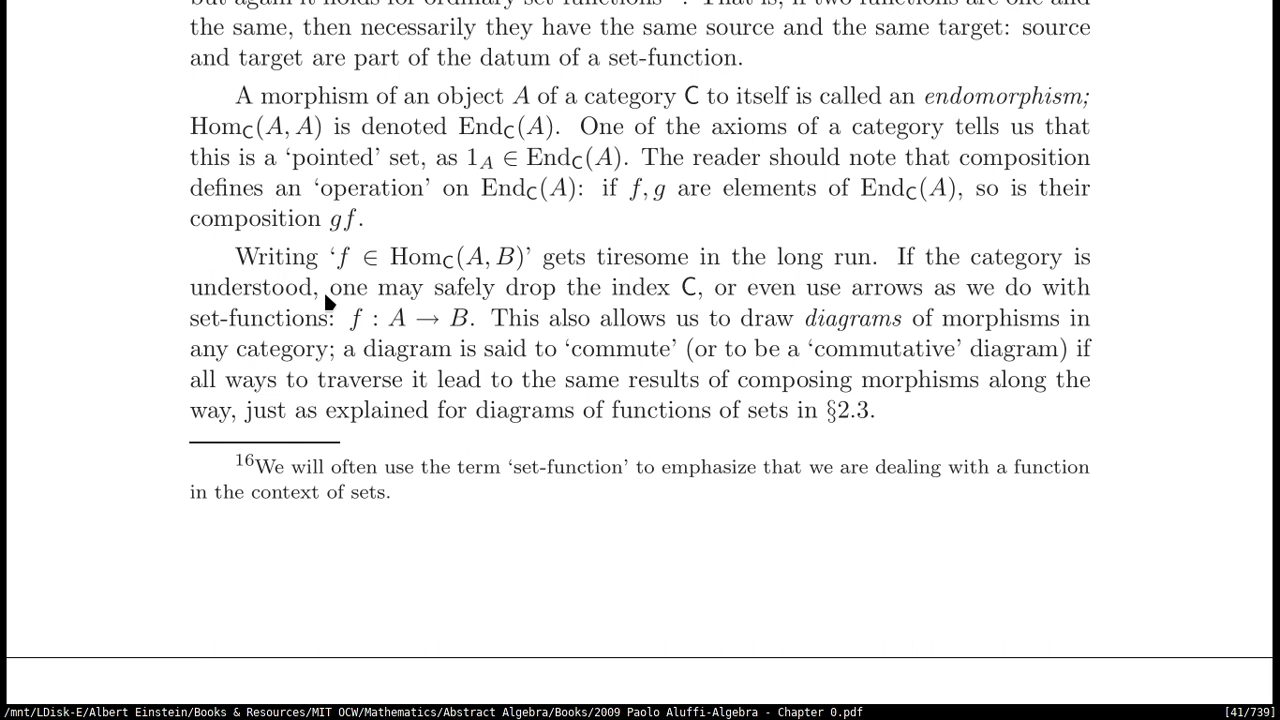 but again it holds for ordinary set-functions16. That is, if two functions are one and
the same, then necessarily they have the same source and the same target: source
and target are part of the datum of a set-function.
A morphism of an object A of a category C to itself is called an endomorphism;
HomC(A, A) is denoted EndC(A). One of the axioms of a category tells us that
this is a ‘pointed’ set, as 1A ∈ EndC(A). The reader should note that composition
defines an ‘operation’ on EndC(A): if f, g are elements of EndC(A), so is their
composition gf.
Writing ‘f ∈ HomC(A, B)’ gets tiresome in the long run. If the category is
understood, one may safely drop the index C, or even use arrows as we do with
set-functions: f : A → B. This also allows us to draw diagrams of morphisms in
any category; a diagram is said to ‘commute’ (or to be a ‘commutative’ diagram) if
all ways to traverse it lead to the same results of composing morphisms along the
way, just as explained for diagrams of functions of sets in §2.3.
16We will often use the term ‘set-function’ to emphasize that we are dealing with a function
in the context of sets.
/mnt/LDisk-E/Albert Einstein/Books & Resources/MIT OCW/Mathematics/Abstract Algebra/Books/2009 Paolo Aluffi-Algebra - Chapter 0.pdf [41/739]